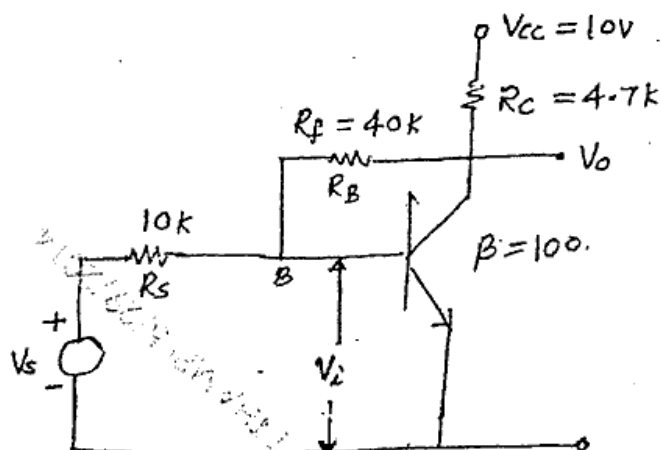 Vcc = 10V
Rc = 4.7K
Rf = 40K
Vo
RB
10K
β = 100.
B
Rs
+
Vs
-
Vi